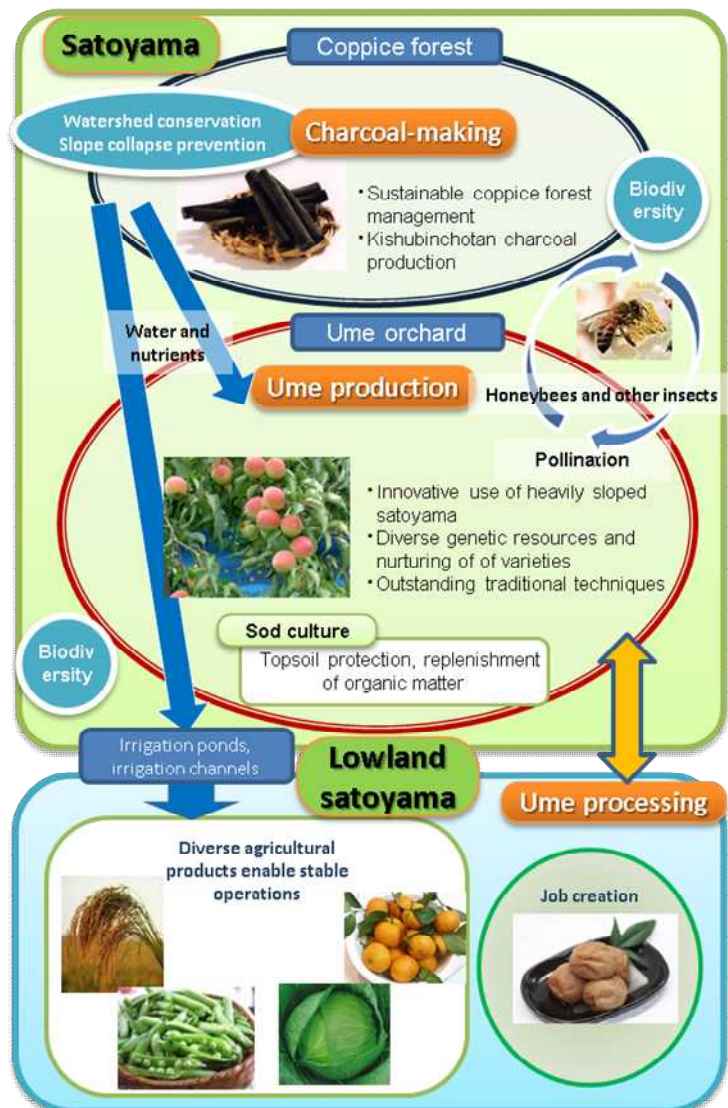 Satoyama
Coppice forest
Watershed conservation
Slope collapse prevention
Charcoal-making
• Sustainable coppice forest
management
• Kishubinchotan charcoal
production
Biodiv
ersity
Water and
nutrients
Ume orchard
Ume production
Honeybees and other insects
Pollination
• Innovative use of heavily sloped
satoyama
• Diverse genetic resources and
nurturing of of varieties
• Outstanding traditional techniques
Sod culture
Topsoil protection, replenishment
of organic matter
Biodiv
ersity
Irrigation ponds,
irrigation channels
Lowland
satoyama
Ume processing
Diverse agricultural
products enable stable
operations
Job creation